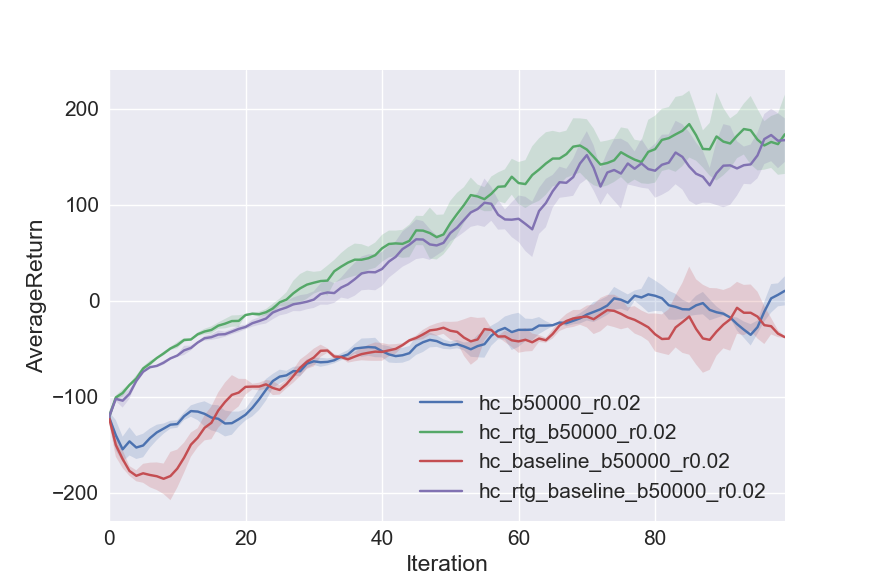 200
100
0
−100
−200
AverageReturn
hc_b50000_r0.02
hc_rtg_b50000_r0.02
hc_baseline_b50000_r0.02
hc_rtg_baseline_b50000_r0.02
0 20 40 60 80
Iteration